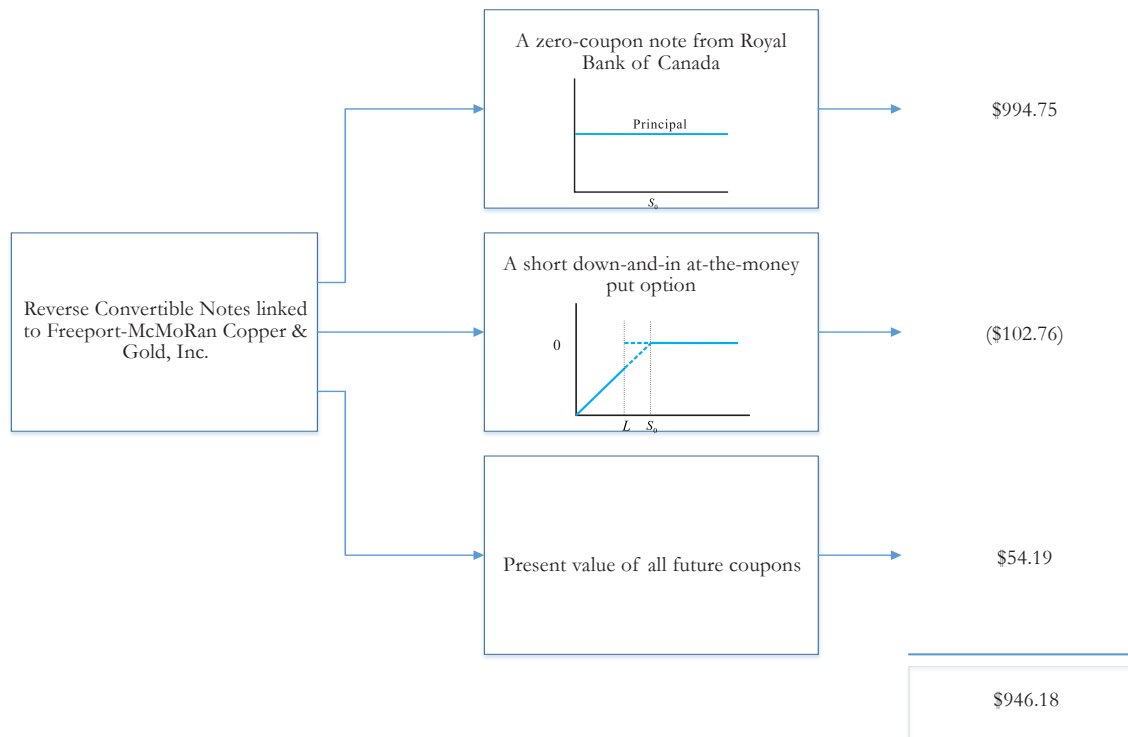 A zero-coupon note from Royal
Bank of Canada
Principal
S₀
$994.75
Reverse Convertible Notes linked
to Freeport-McMoRan Copper &
Gold, Inc.
A short down-and-in at-the-money
put option
0
L S₀
($102.76)
Present value of all future coupons
$54.19
$946.18